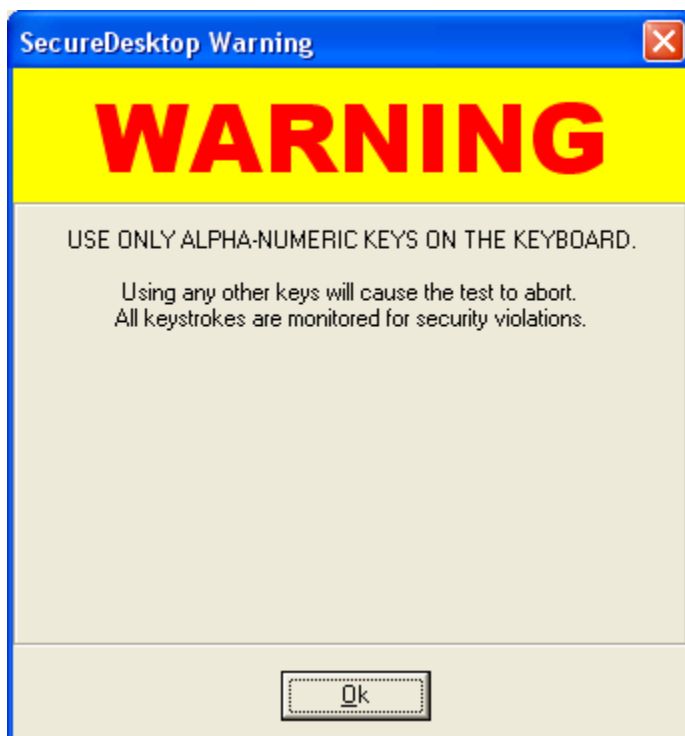 SecureDesktop Warning
WARNING
USE ONLY ALPHA-NUMERIC KEYS ON THE KEYBOARD.
Using any other keys will cause the test to abort.
All keystrokes are monitored for security violations.
Ok